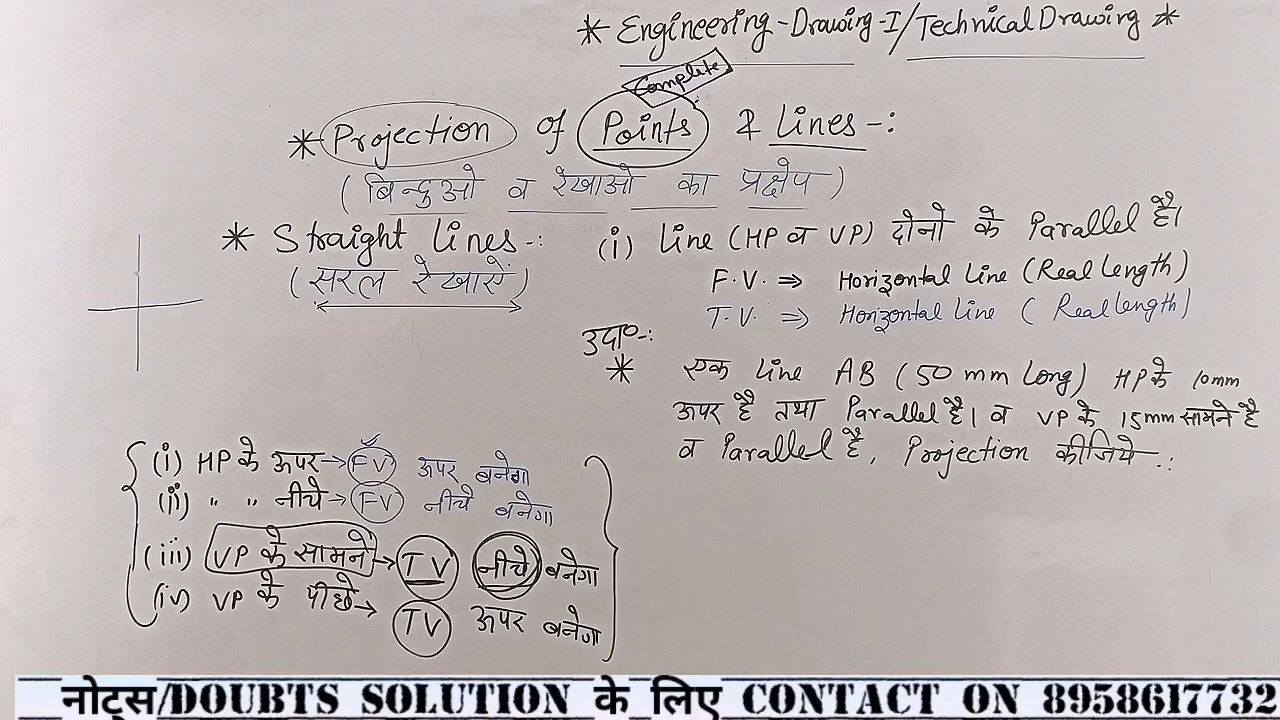 * Engineering-Drawing-I/Technical Drawing *
Complete
* Projection of Points & Lines -:
(बिन्दुओ व रेखाओ का प्रक्षेप)
* Straight Lines -:
(सरल रेखाऐं)
(i) Line (HP व VP) दोनो के Parallel है।
F.V. ⇒ Horizontal Line (Real Length)
T.V. ⇒ Horizontal Line (Real Length)
उदा०-:
* एक Line AB (50 mm Long) HP के 10mm
ऊपर है तथा Parallel है। व VP के 15mm सामने है
व Parallel है, Projection कीजिये -:
(i) HP के ऊपर → FV ऊपर बनेगा
(ii) " " नीचे → FV नीचे बनेगा
(iii) VP के सामने → TV नीचे बनेगा
(iv) VP के पीछे → TV ऊपर बनेगा
नोट्स/DOUBTS SOLUTION के लिए CONTACT ON 8958617732